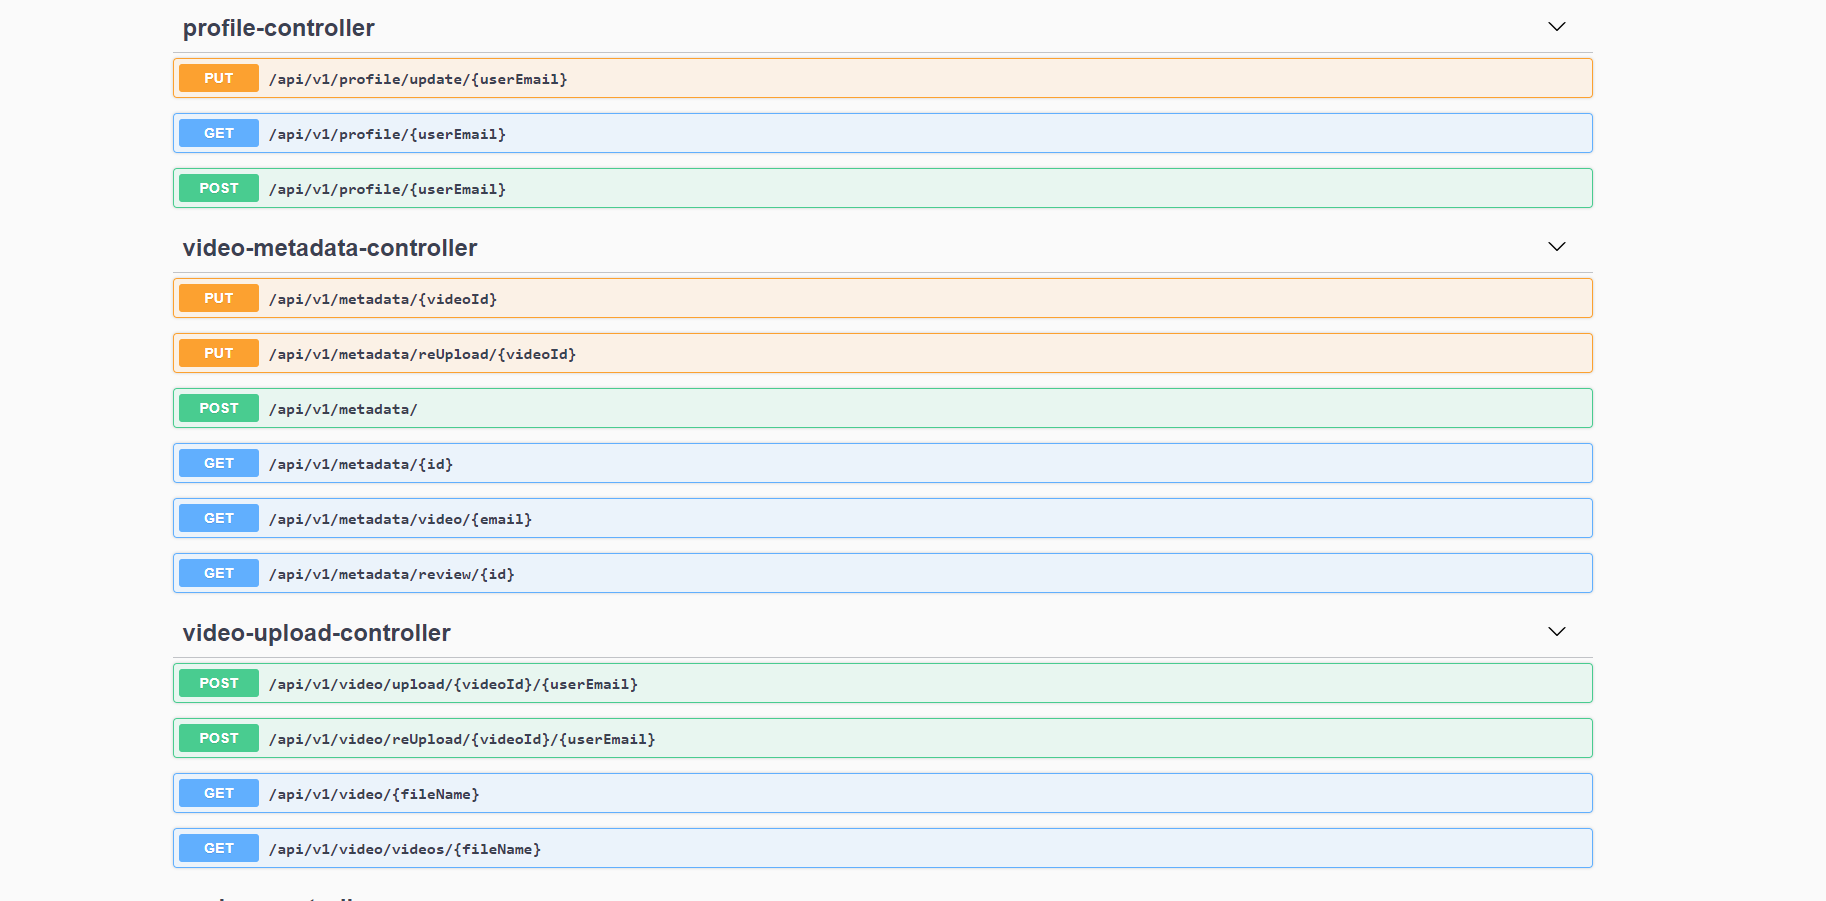 profile-controller
PUT /api/v1/profile/update/{userEmail}
GET /api/v1/profile/{userEmail}
POST /api/v1/profile/{userEmail}
video-metadata-controller
PUT /api/v1/metadata/{videoId}
PUT /api/v1/metadata/reUpload/{videoId}
POST /api/v1/metadata/
GET /api/v1/metadata/{id}
GET /api/v1/metadata/video/{email}
GET /api/v1/metadata/review/{id}
video-upload-controller
POST /api/v1/video/upload/{videoId}/{userEmail}
POST /api/v1/video/reUpload/{videoId}/{userEmail}
GET /api/v1/video/{fileName}
GET /api/v1/video/videos/{fileName}